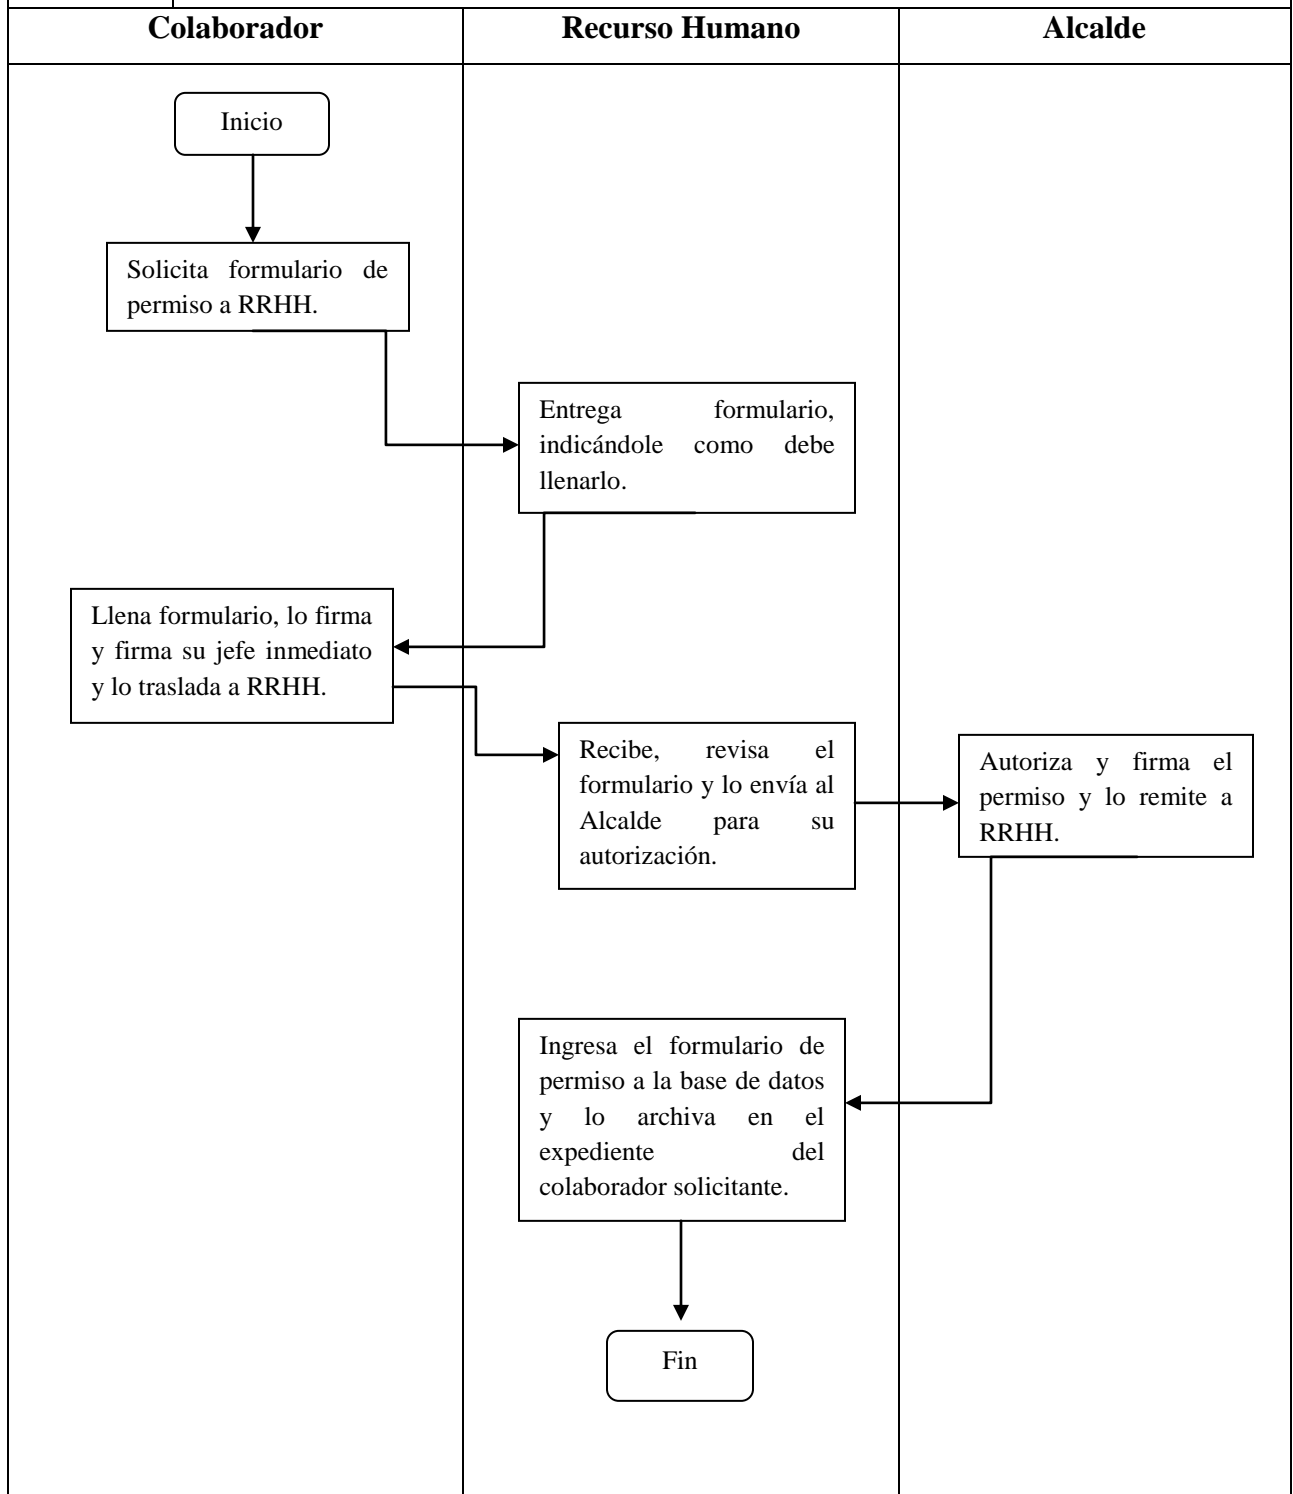 Colaborador
Recurso Humano
Alcalde
Inicio
Solicita formulario de
permiso a RRHH.
Entrega formulario,
indicándole como debe
llenarlo.
Llena formulario, lo firma
y firma su jefe inmediato
y lo traslada a RRHH.
Recibe, revisa el
formulario y lo envía al
Alcalde para su
autorización.
Autoriza y firma el
permiso y lo remite a
RRHH.
Ingresa el formulario de
permiso a la base de datos
y lo archiva en el
expediente del
colaborador solicitante.
Fin